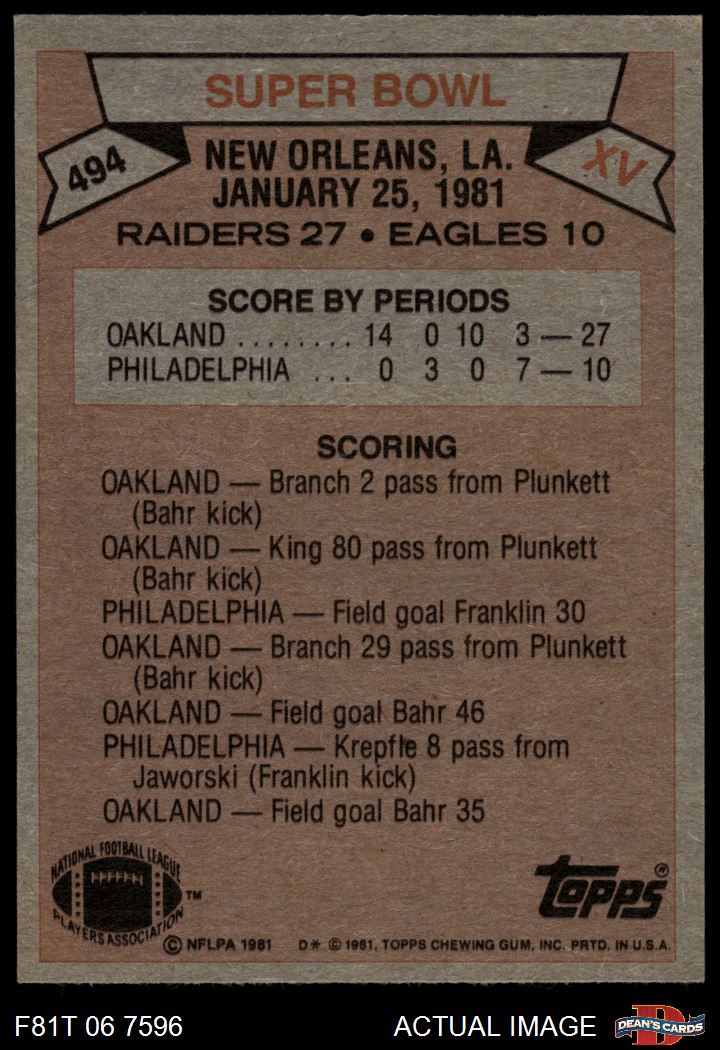 SUPER BOWL
494
NEW ORLEANS, LA.
XV
JANUARY 25, 1981
RAIDERS 27 • EAGLES 10
SCORE BY PERIODS
OAKLAND ........ 14 0 10 3 — 27
PHILADELPHIA ... 0 3 0 7 — 10
SCORING
OAKLAND — Branch 2 pass from Plunkett
(Bahr kick)
OAKLAND — King 80 pass from Plunkett
(Bahr kick)
PHILADELPHIA — Field goal Franklin 30
OAKLAND — Branch 29 pass from Plunkett
(Bahr kick)
OAKLAND — Field goal Bahr 46
PHILADELPHIA — Krepfle 8 pass from
Jaworski (Franklin kick)
OAKLAND — Field goal Bahr 35
NATIONAL FOOTBALL LEAGUE
PLAYERS ASSOCIATION
™
topps®
© NFLPA 1981 D* © 1981, TOPPS CHEWING GUM, INC. PRTD. IN U.S.A.
F81T 06 7596 ACTUAL IMAGE D DEAN'S CARDS